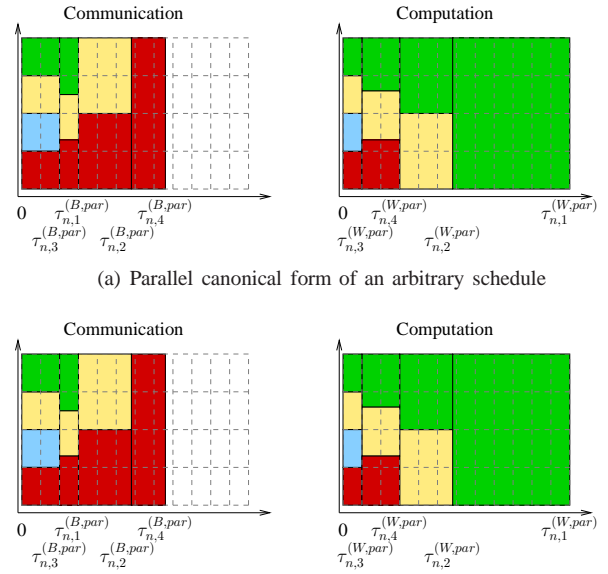 Communication Computation
0 τ_{n,1}^{(B,par)} τ_{n,4}^{(B,par)} 0 τ_{n,4}^{(W,par)} τ_{n,1}^{(W,par)}
τ_{n,3}^{(B,par)} τ_{n,2}^{(B,par)} τ_{n,3}^{(W,par)} τ_{n,2}^{(W,par)}
(a) Parallel canonical form of an arbitrary schedule
Communication Computation
0 τ_{n,1}^{(B,par)} τ_{n,4}^{(B,par)} 0 τ_{n,4}^{(W,par)} τ_{n,1}^{(W,par)}
τ_{n,3}^{(B,par)} τ_{n,2}^{(B,par)} τ_{n,3}^{(W,par)} τ_{n,2}^{(W,par)}